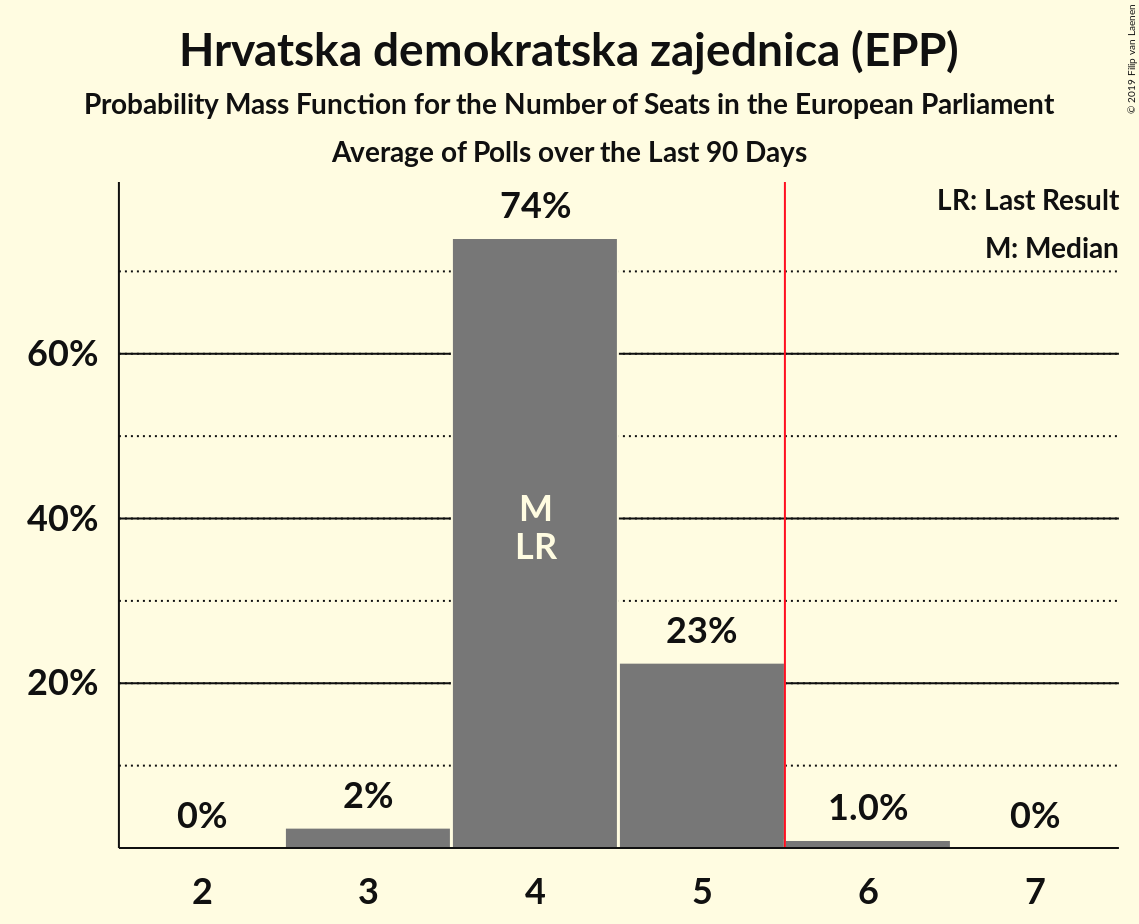 Hrvatska demokratska zajednica (EPP)
Probability Mass Function for the Number of Seats in the European Parliament
Average of Polls over the Last 90 Days
© 2019 Filip van Laenen
LR: Last Result
M: Median
74%
60%
40%
20%
M
LR
23%
0%
2%
1.0%
0%
2
3
4
5
6
7